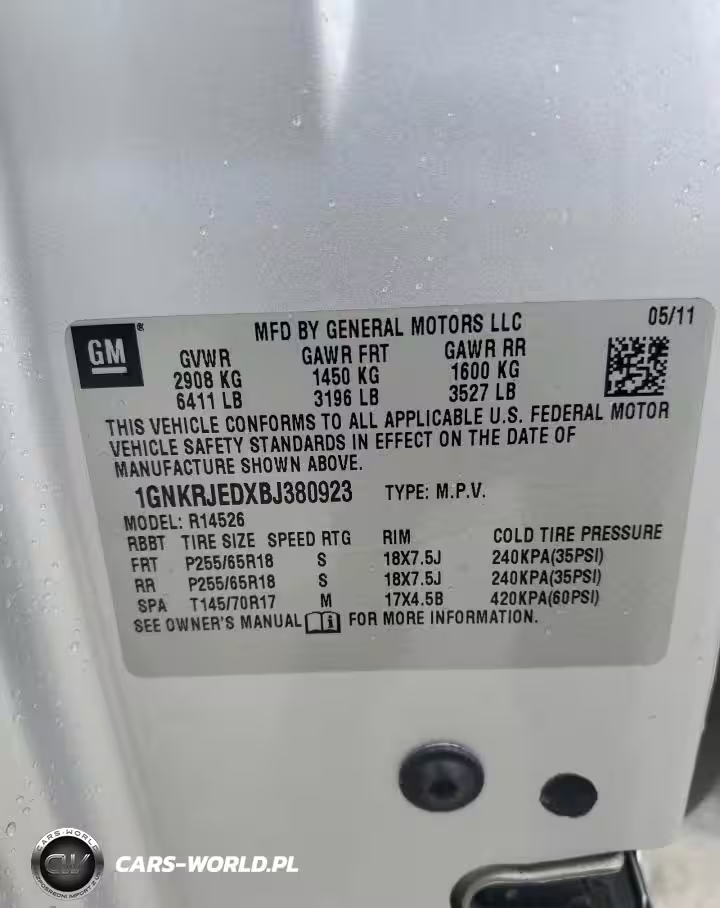 GM ®
MFD BY GENERAL MOTORS LLC
05/11
GVWR GAWR FRT GAWR RR
2908 KG 1450 KG 1600 KG
6411 LB 3196 LB 3527 LB
THIS VEHICLE CONFORMS TO ALL APPLICABLE U.S. FEDERAL MOTOR
VEHICLE SAFETY STANDARDS IN EFFECT ON THE DATE OF
MANUFACTURE SHOWN ABOVE.
1GNKRJEDXBJ380923 TYPE: M.P.V.
MODEL: R14526
RBBT TIRE SIZE SPEED RTG RIM COLD TIRE PRESSURE
FRT P255/65R18 S 18X7.5J 240KPA(35PSI)
RR P255/65R18 S 18X7.5J 240KPA(35PSI)
SPA T145/70R17 M 17X4.5B 420KPA(60PSI)
SEE OWNER'S MANUAL FOR MORE INFORMATION.
CARS-WORLD
CW
CARS-WORLD.PL